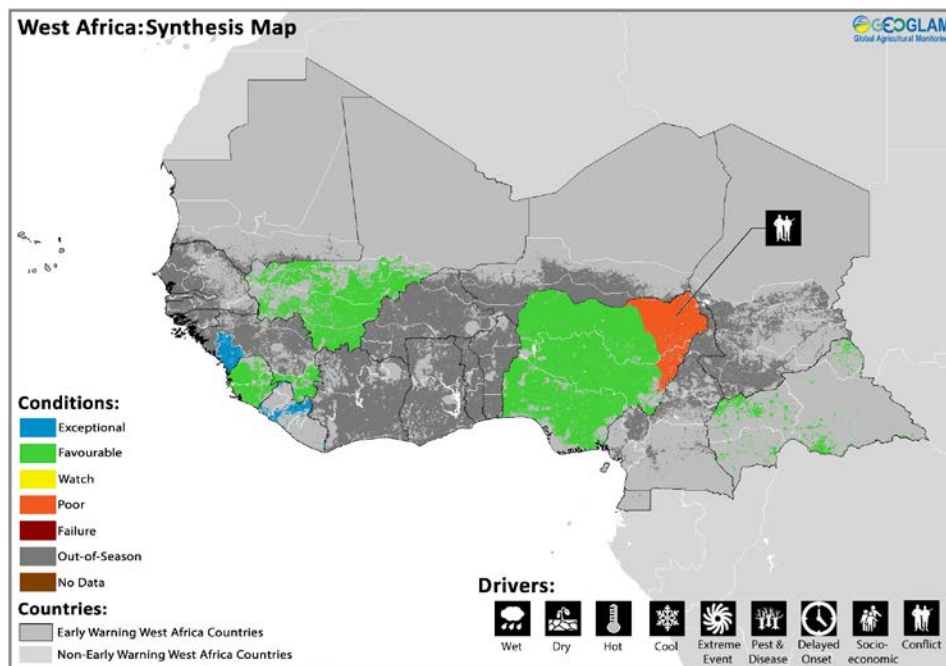 West Africa: Synthesis Map
GEOGLAM
Global Agricultural Monitoring
Conditions:
Exceptional
Favourable
Watch
Poor
Failure
Out-of-Season
No Data
Countries:
Early Warning West Africa Countries
Non-Early Warning West Africa Countries
Drivers:
Wet
Dry
Hot
Cool
Extreme
Event
Pest &
Disease
Delayed
Onset
Socio-
economic
Conflict